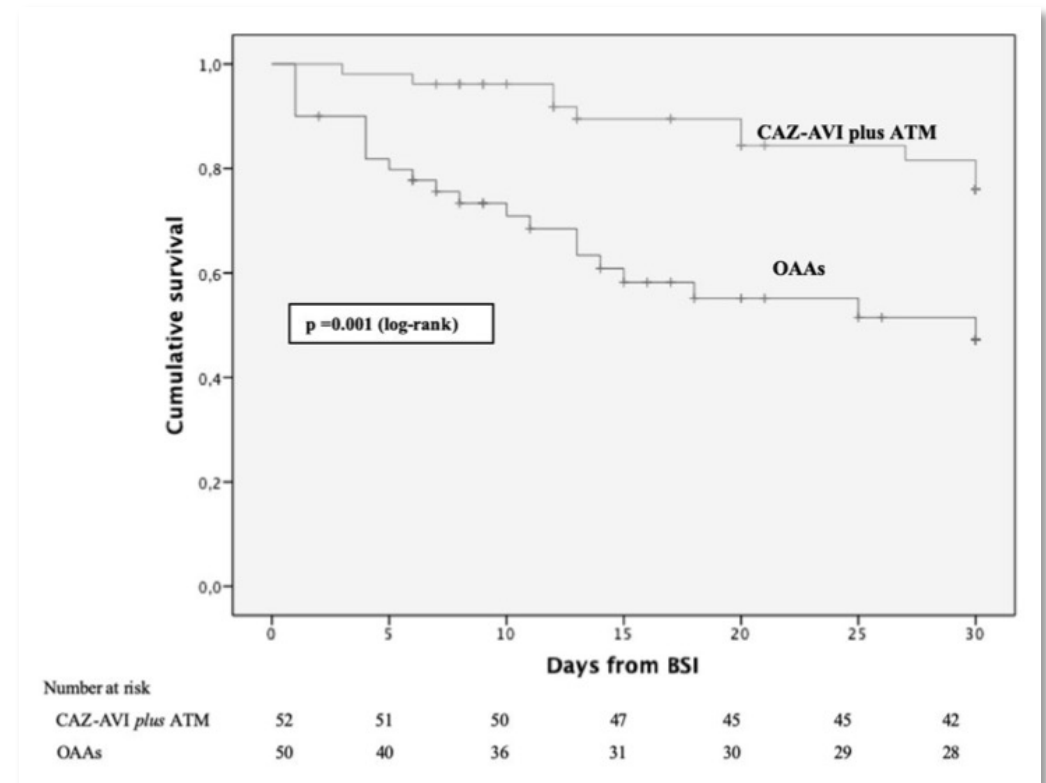 1,0
CAZ-AVI plus ATM
0,8
OAAs
0,6
p =0.001 (log-rank)
0,4
0,2
0,0
Cumulative survival
0 5 10 15 20 25 30
Days from BSI
Number at risk
CAZ-AVI plus ATM 52 51 50 47 45 45 42
OAAs 50 40 36 31 30 29 28